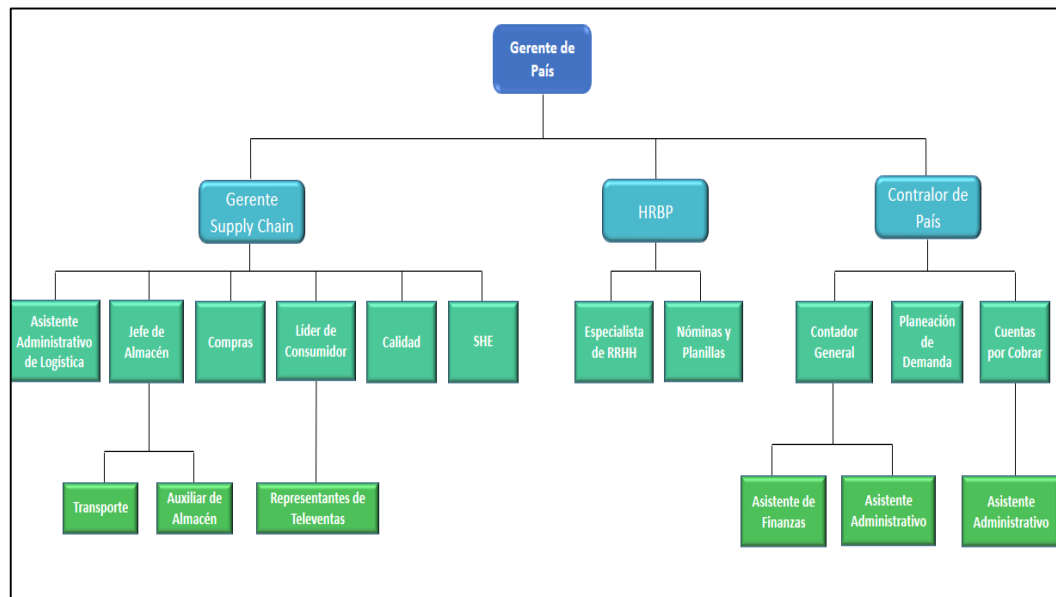 Gerente de
País
Gerente
Supply Chain
HRBP
Contralor de
País
Asistente
Administrativo
de Logística
Jefe de
Almacén
Compras
Líder de
Consumidor
Calidad
SHE
Especialista
de RRHH
Nóminas y
Planillas
Contador
General
Planeación
de
Demanda
Cuentas
por Cobrar
Transporte
Auxiliar de
Almacén
Representantes de
Televentas
Asistente de
Finanzas
Asistente
Administrativo
Asistente
Administrativo